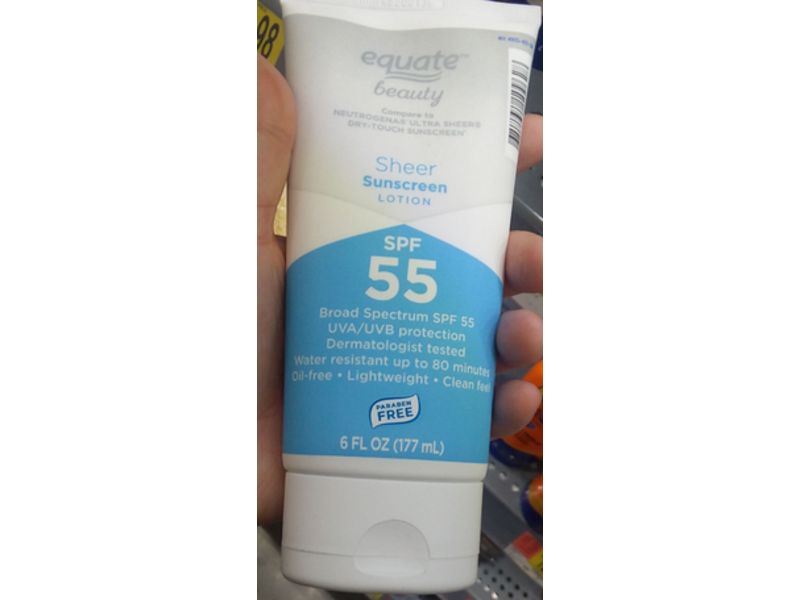 98
equate™
beauty
Compare to
NEUTROGENA® ULTRA SHEER®
DRY-TOUCH SUNSCREEN*
Sheer
Sunscreen
LOTION
SPF
55
Broad Spectrum SPF 55
UVA/UVB protection
Dermatologist tested
Water resistant up to 80 minutes
Oil-free • Lightweight • Clean feel
PARABEN
FREE
6 FL OZ (177 mL)